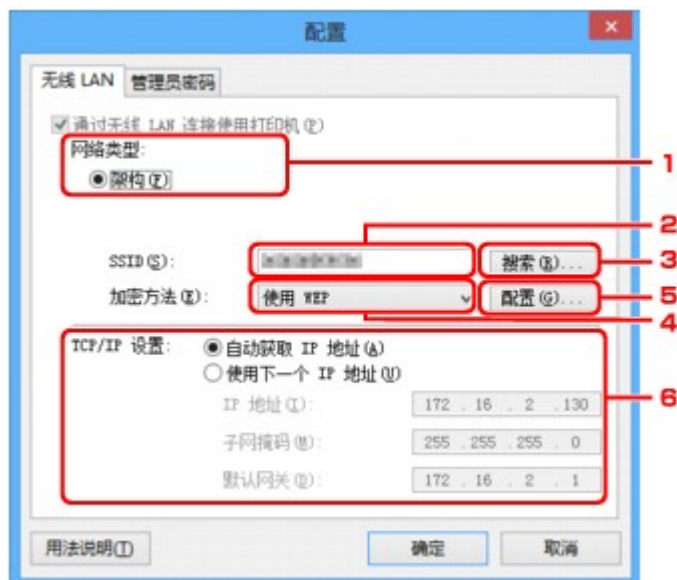 配置
无线 LAN 管理员密码
通过无线 LAN 连接使用打印机(P)
网络类型:
架构(F)
1
2
SSID(S): 搜索(R)... 3
加密方法(E): 使用 WEP 配置(G)... 5
4
TCP/IP 设置: 自动获取 IP 地址(A)
使用下一个 IP 地址(U)
IP 地址(I): 172 . 16 . 2 .130
6
子网掩码(M): 255 .255 .255 . 0
默认网关(D): 172 . 16 . 2 . 1
用法说明(T) 确定 取消